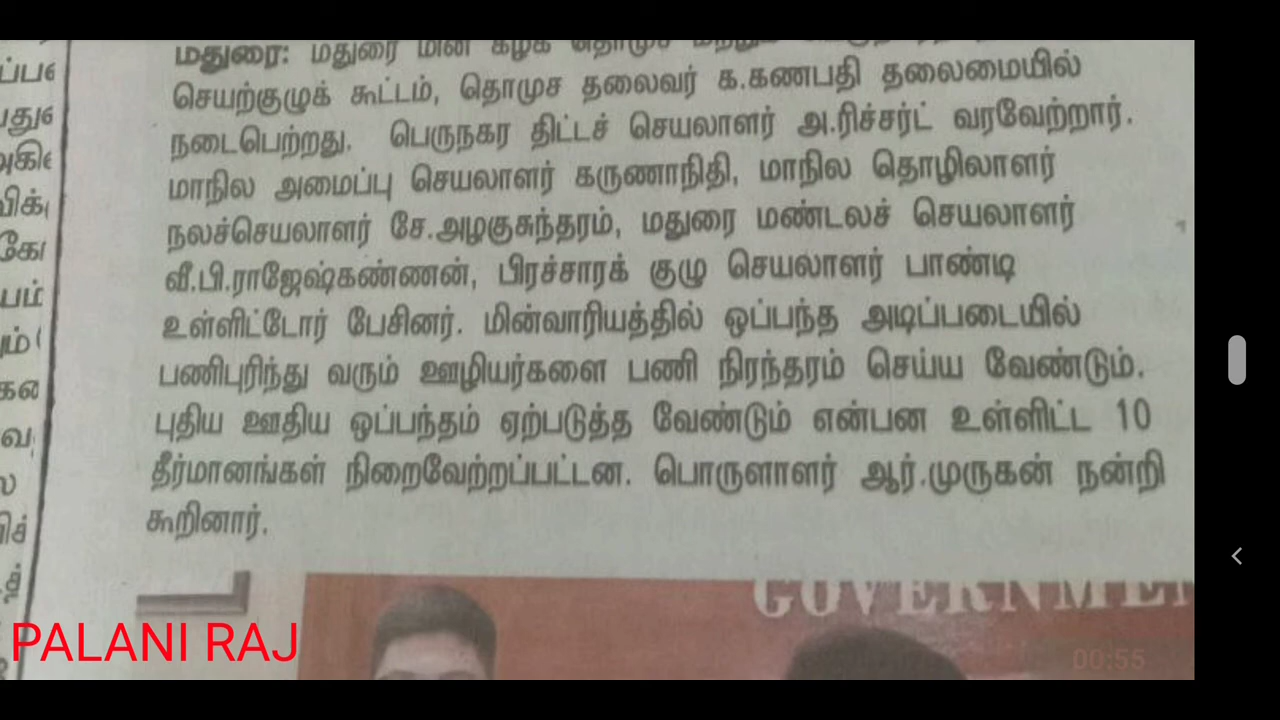 மதுரை: மதுரை மின் கழக தொமுச
செயற்குழுக் கூட்டம், தொமுச தலைவர் க.கணபதி தலைமையில்
நடைபெற்றது. பெருநகர திட்டச் செயலாளர் அ.ரிச்சர்ட் வரவேற்றார்.
மாநில அமைப்பு செயலாளர் கருணாநிதி, மாநில தொழிலாளர்
நலச்செயலாளர் சே.அழகுசுந்தரம், மதுரை மண்டலச் செயலாளர்
வீ.பி.ராஜேஷ்கண்ணன், பிரச்சாரக் குழு செயலாளர் பாண்டி
உள்ளிட்டோர் பேசினர். மின்வாரியத்தில் ஒப்பந்த அடிப்படையில்
பணிபுரிந்து வரும் ஊழியர்களை பணி நிரந்தரம் செய்ய வேண்டும்.
புதிய ஊதிய ஒப்பந்தம் ஏற்படுத்த வேண்டும் என்பன உள்ளிட்ட 10
தீர்மானங்கள் நிறைவேற்றப்பட்டன. பொருளாளர் ஆர்.முருகன் நன்றி
கூறினார்.
PALANI RAJ
00:55